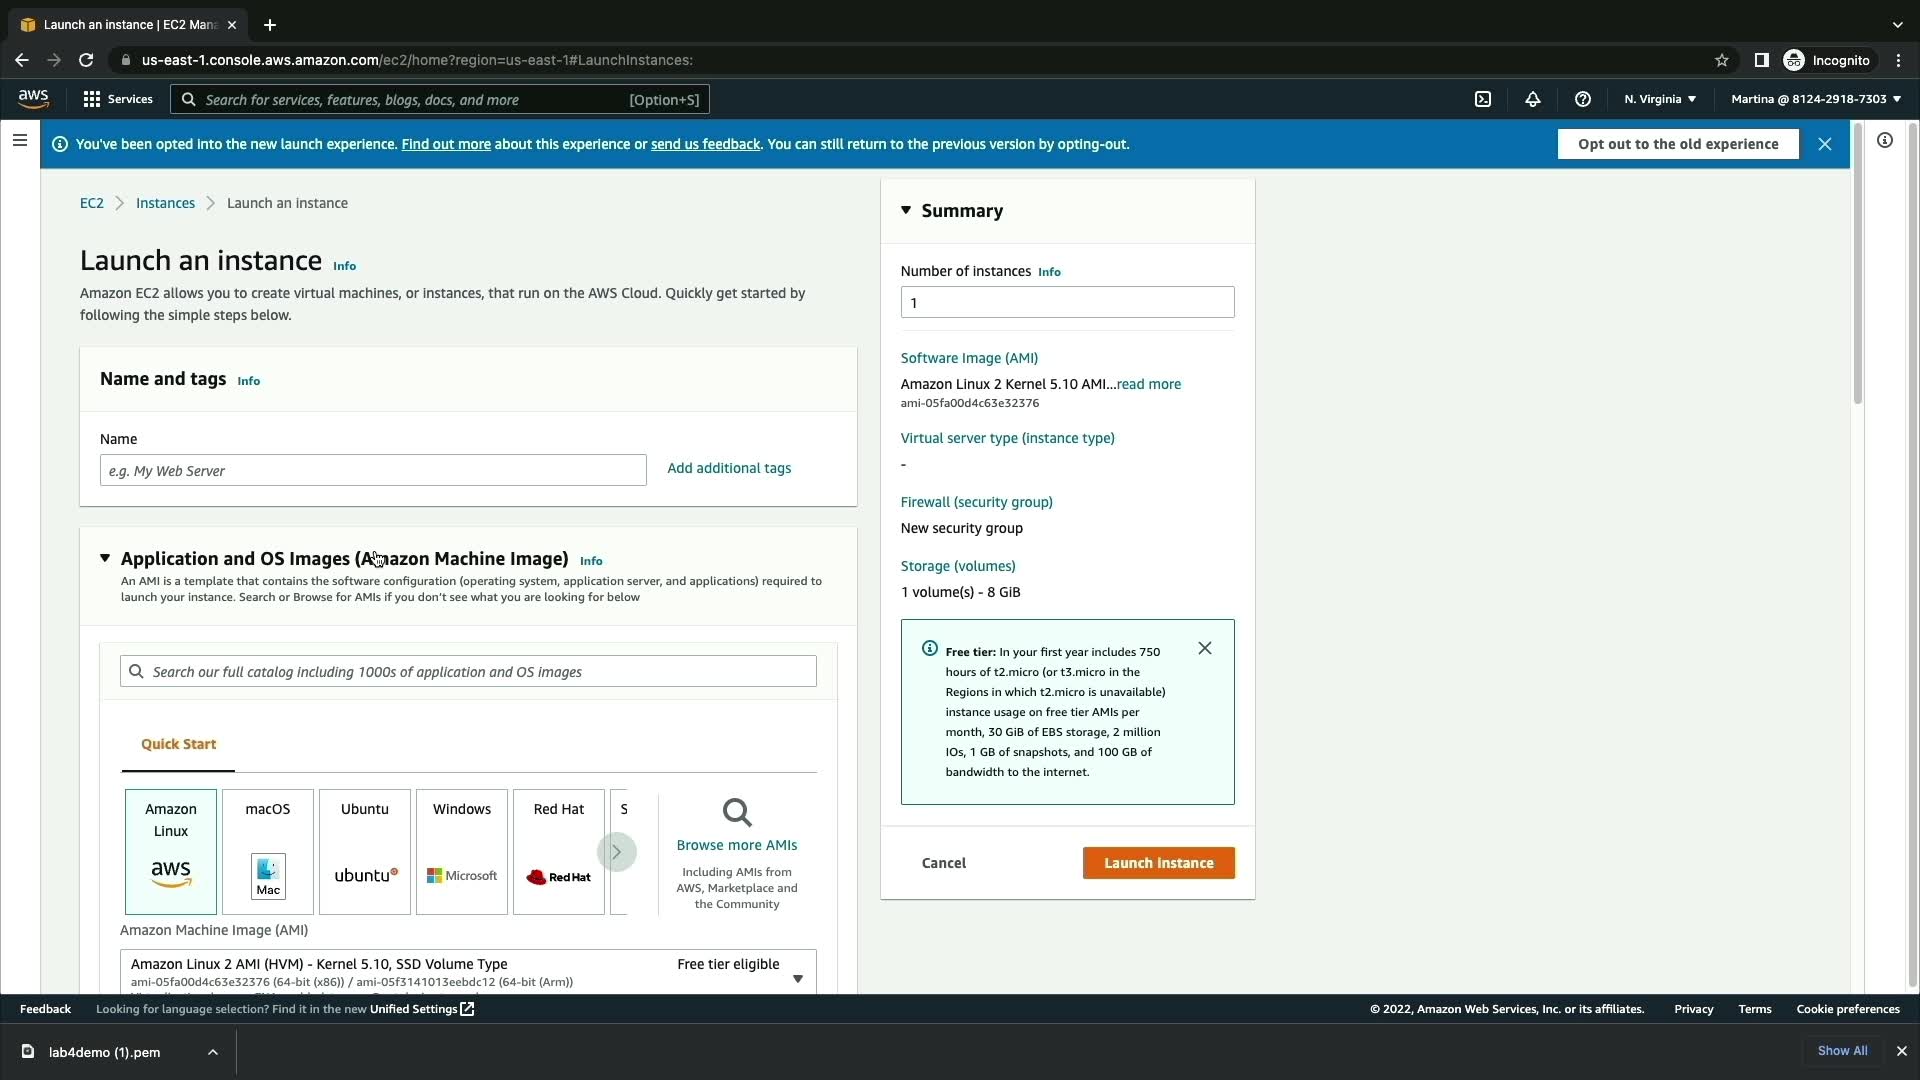 Launch an instance | EC2 Mana
us-east-1.console.aws.amazon.com/ec2/home?region=us-east-1#LaunchInstances:
Incognito
aws
Services
Search for services, features, blogs, docs, and more
[Option+S]
N. Virginia
Martina @ 8124-2918-7303
You've been opted into the new launch experience. Find out more about this experience or send us feedback. You can still return to the previous version by opting-out.
Opt out to the old experience
EC2
Instances
Launch an instance
Launch an instance Info
Amazon EC2 allows you to create virtual machines, or instances, that run on the AWS Cloud. Quickly get started by
following the simple steps below.
Name and tags Info
Name
e.g. My Web Server
Add additional tags
Application and OS Images (Amazon Machine Image) Info
An AMI is a template that contains the software configuration (operating system, application server, and applications) required to
launch your instance. Search or Browse for AMIs if you don't see what you are looking for below
Search our full catalog including 1000s of application and OS images
Quick Start
Amazon
Linux
aws
macOS
Mac
Ubuntu
ubuntu
Windows
Microsoft
Red Hat
Red Hat
S
Browse more AMIs
Including AMIs from
AWS, Marketplace and
the Community
Amazon Machine Image (AMI)
Amazon Linux 2 AMI (HVM) - Kernel 5.10, SSD Volume Type
Free tier eligible
ami-05fa00d4c63e32376 (64-bit (x86)) / ami-05f3141013eebdc12 (64-bit (Arm))
Summary
Number of instances Info
1
Software Image (AMI)
Amazon Linux 2 Kernel 5.10 AMI...read more
ami-05fa00d4c63e32376
Virtual server type (instance type)
-
Firewall (security group)
New security group
Storage (volumes)
1 volume(s) - 8 GiB
Free tier: In your first year includes 750
hours of t2.micro (or t3.micro in the
Regions in which t2.micro is unavailable)
instance usage on free tier AMIs per
month, 30 GiB of EBS storage, 2 million
IOs, 1 GB of snapshots, and 100 GB of
bandwidth to the internet.
Cancel
Launch instance
Feedback
Looking for language selection? Find it in the new Unified Settings
© 2022, Amazon Web Services, Inc. or its affiliates.
Privacy
Terms
Cookie preferences
lab4demo (1).pem
Show All